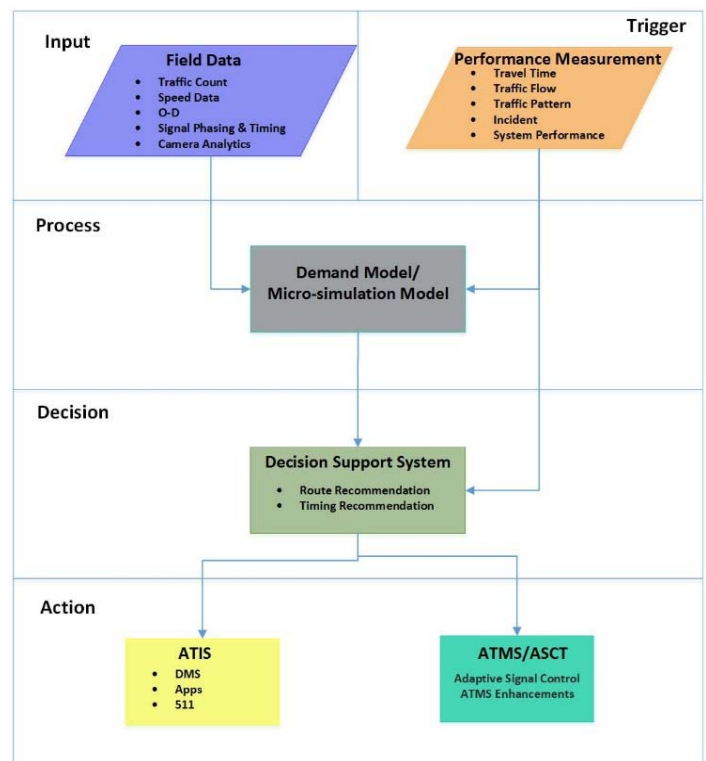 Input
Trigger
Field Data
• Traffic Count
• Speed Data
• O-D
• Signal Phasing & Timing
• Camera Analytics
Performance Measurement
• Travel Time
• Traffic Flow
• Traffic Pattern
• Incident
• System Performance
Process
Demand Model/
Micro-simulation Model
Decision
Decision Support System
• Route Recommendation
• Timing Recommendation
Action
ATIS
• DMS
• Apps
• 511
ATMS/ASCT
Adaptive Signal Control
ATMS Enhancements